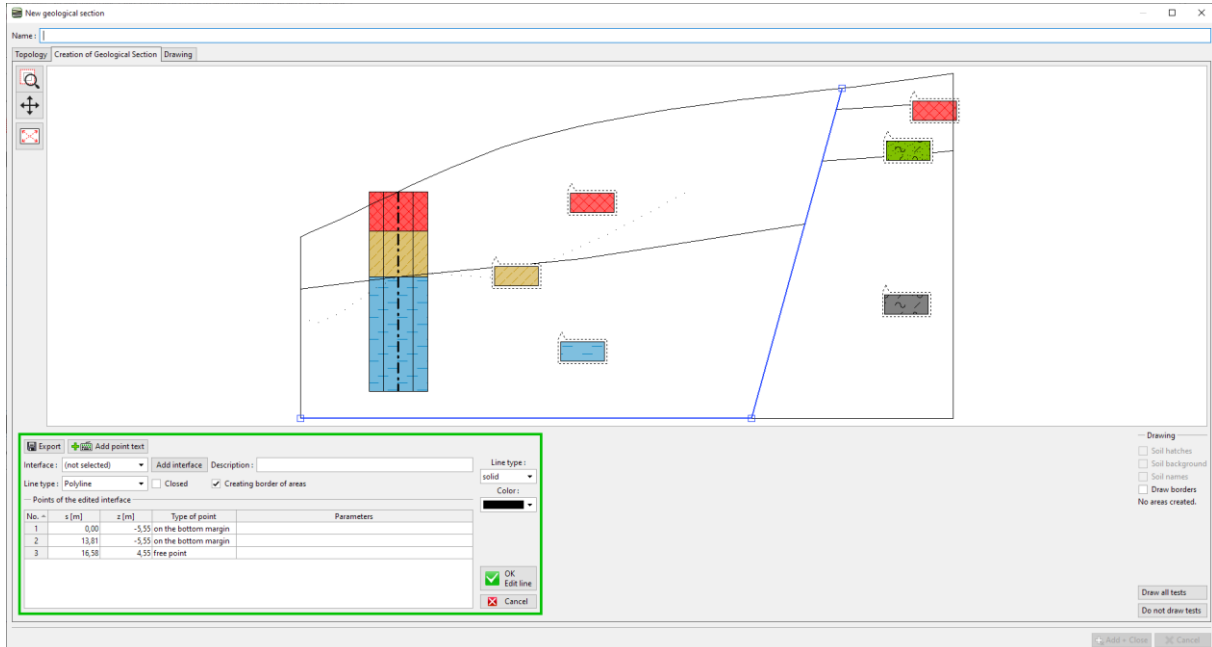 New geological section
Name :
Topology Creation of Geological Section Drawing
Export Add point text
Interface : (not selected) Add interface Description :
Line type : Polyline Closed Creating border of areas
Line type :
solid
Color :
Points of the edited interface
No. s [m] z [m] Type of point Parameters
1 0,00 -5,55 on the bottom margin
2 13,81 -5,55 on the bottom margin
3 16,58 4,55 free point
OK
Edit line
Cancel
Drawing
Soil hatches
Soil background
Soil names
Draw borders
No areas created.
Draw all tests
Do not draw tests
Add + Close Cancel